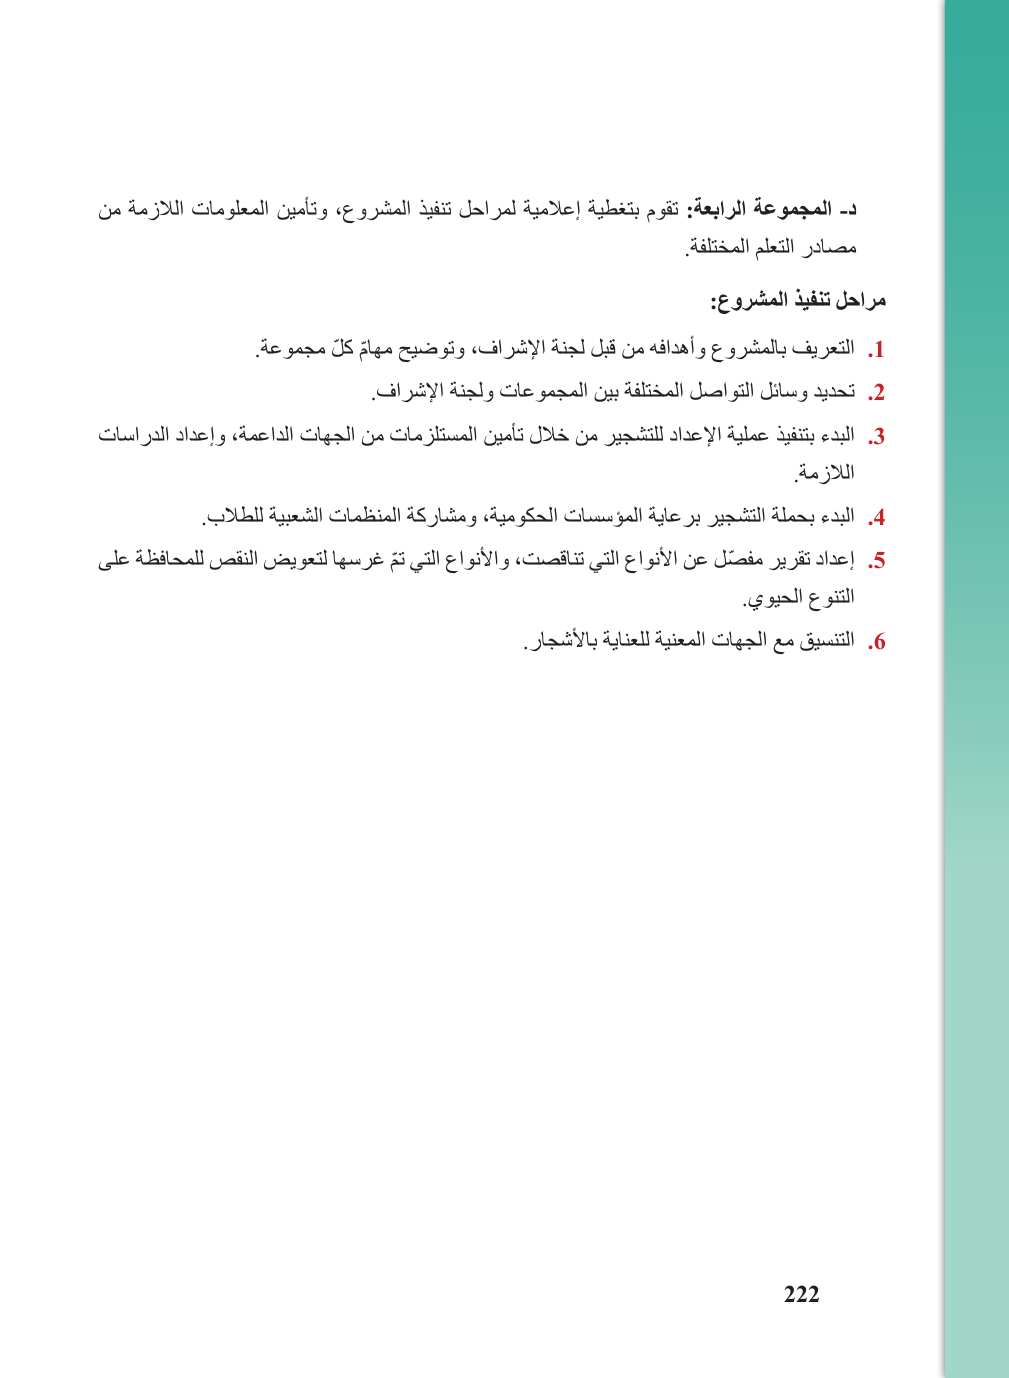 د- المجموعة الرابعة: تقوم بتغطية إعلامية لمراحل تنفيذ المشروع، وتأمين المعلومات اللازمة من
مصادر التعلم المختلفة.
مراحل تنفيذ المشروع:
1. التعريف بالمشروع وأهدافه من قبل لجنة الإشراف، وتوضيح مهامّ كلّ مجموعة.
2. تحديد وسائل التواصل المختلفة بين المجموعات ولجنة الإشراف.
3. البدء بتنفيذ عملية الإعداد للتشجير من خلال تأمين المستلزمات من الجهات الداعمة، وإعداد الدراسات
اللازمة.
4. البدء بحملة التشجير برعاية المؤسسات الحكومية، ومشاركة المنظمات الشعبية للطلاب.
5. إعداد تقرير مفصّل عن الأنواع التي تناقصت، والأنواع التي تمّ غرسها لتعويض النقص للمحافظة على
التنوع الحيوي.
6. التنسيق مع الجهات المعنية للعناية بالأشجار.
222